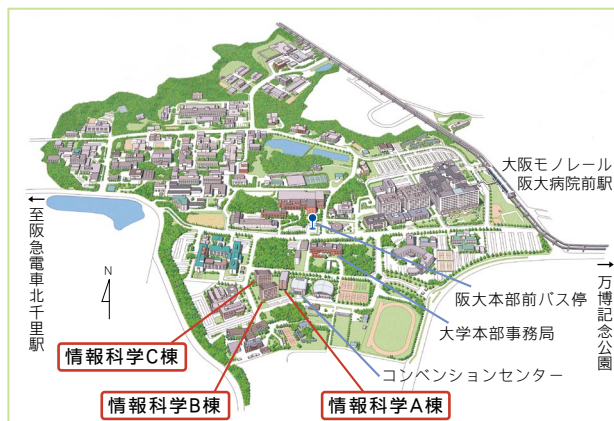 大阪モノレール
阪大病院前駅
←至阪急電車北千里駅
N
→万博記念公園
阪大本部前バス停
大学本部事務局
情報科学C棟
コンベンションセンター
情報科学B棟
情報科学A棟